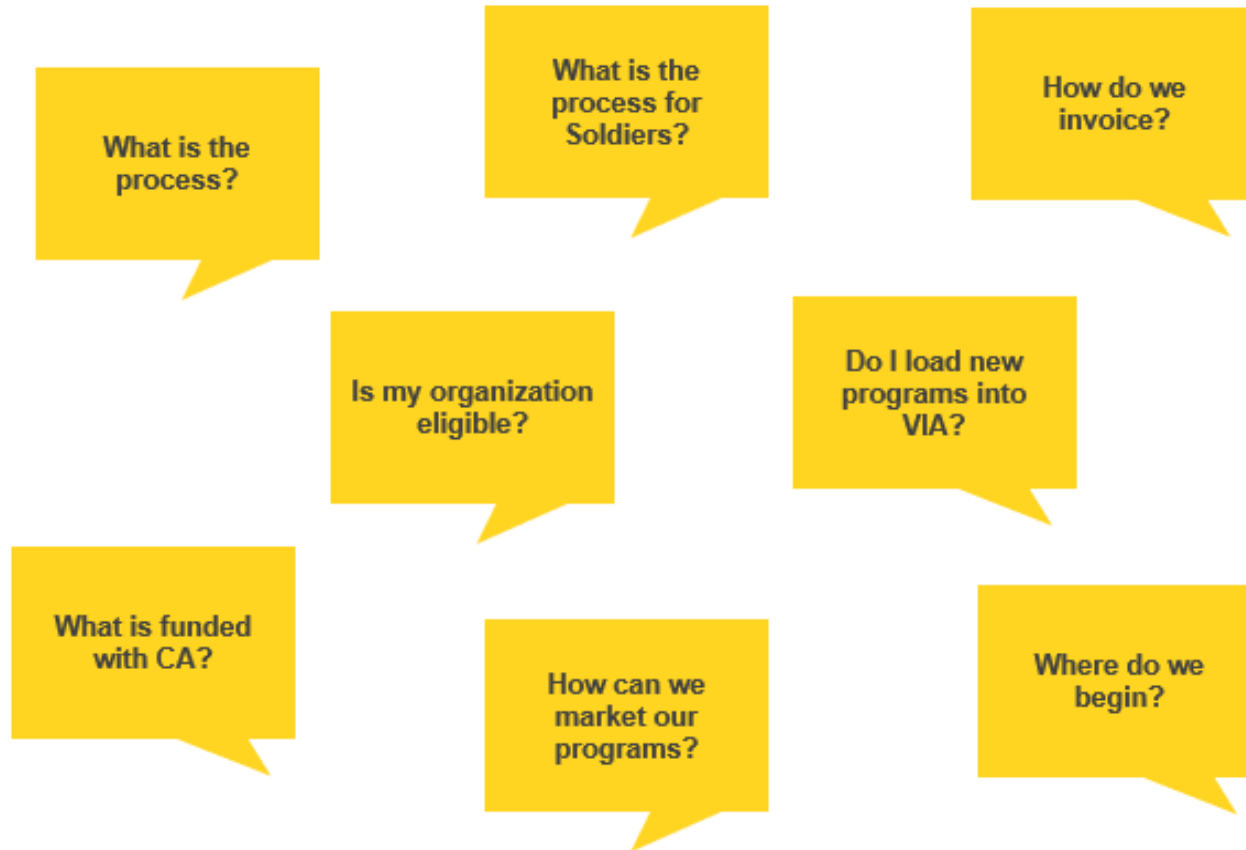 What is the
process?
What is the
process for
Soldiers?
How do we
invoice?
Is my organization
eligible?
Do I load new
programs into
VIA?
What is funded
with CA?
How can we
market our
programs?
Where do we
begin?